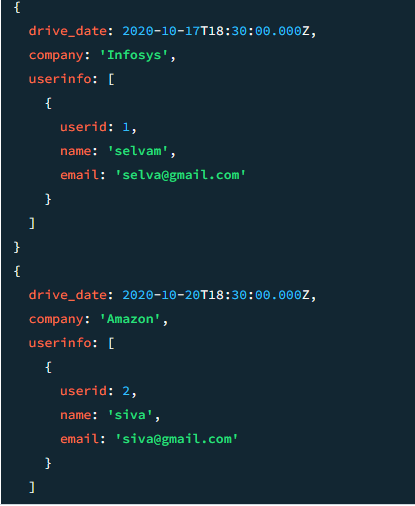 {
drive_date: 2020-10-17T18:30:00.000Z,
company: 'Infosys',
userinfo: [
{
userid: 1,
name: 'selvam',
email: 'selva@gmail.com'
}
]
}
{
drive_date: 2020-10-20T18:30:00.000Z,
company: 'Amazon',
userinfo: [
{
userid: 2,
name: 'siva',
email: 'siva@gmail.com'
}
]